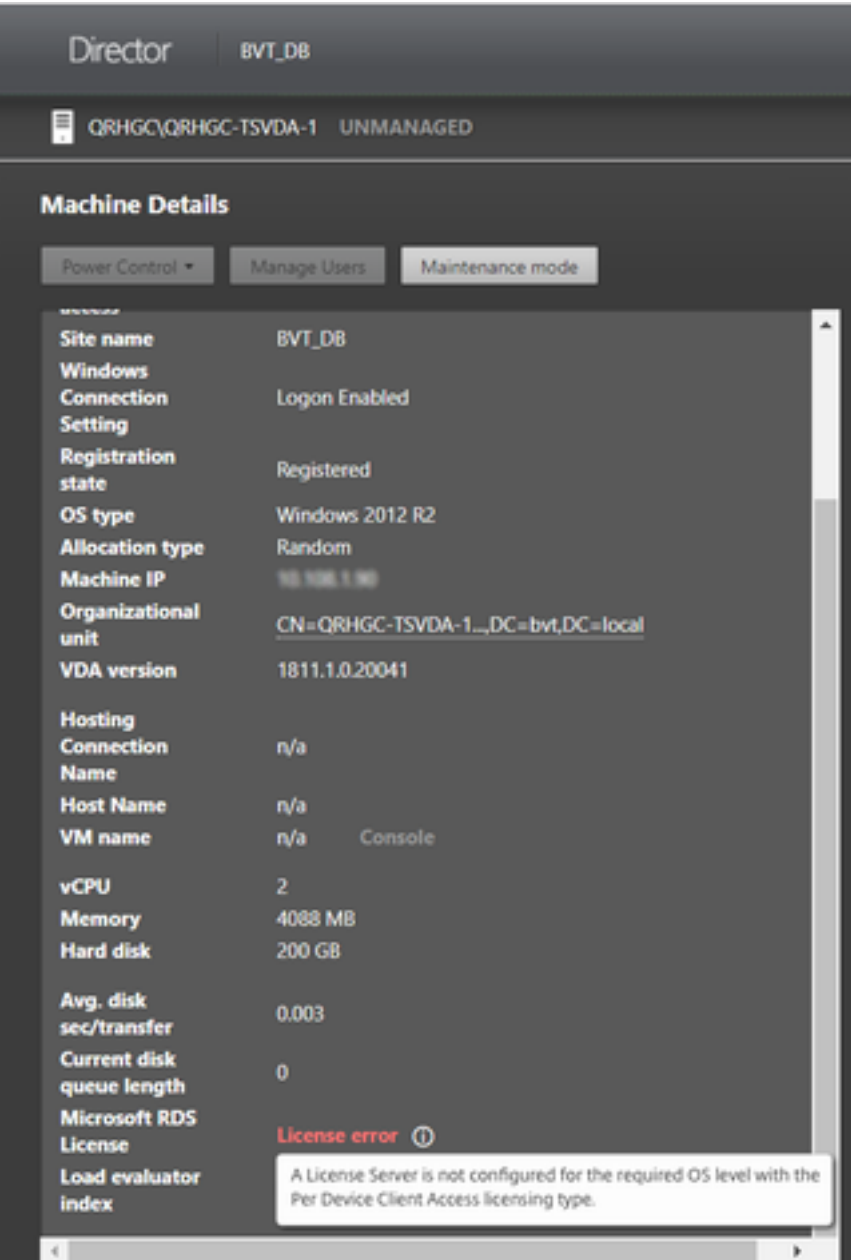 Director BVT_DB
QRHGC\QRHGC-TSVDA-1 UNMANAGED
Machine Details
Power Control Manage Users Maintenance mode
access
Site name BVT_DB
Windows
Connection Logon Enabled
Setting
Registration
state Registered
OS type Windows 2012 R2
Allocation type Random
Machine IP
Organizational
unit CN=QRHGC-TSVDA-1...,DC=bvt,DC=local
VDA version 1811.1.0.20041
Hosting
Connection n/a
Name
Host Name n/a
VM name n/a Console
vCPU 2
Memory 4088 MB
Hard disk 200 GB
Avg. disk
sec/transfer 0.003
Current disk
queue length 0
Microsoft RDS
License License error
Load evaluator
index
A License Server is not configured for the required OS level with the
Per Device Client Access licensing type.